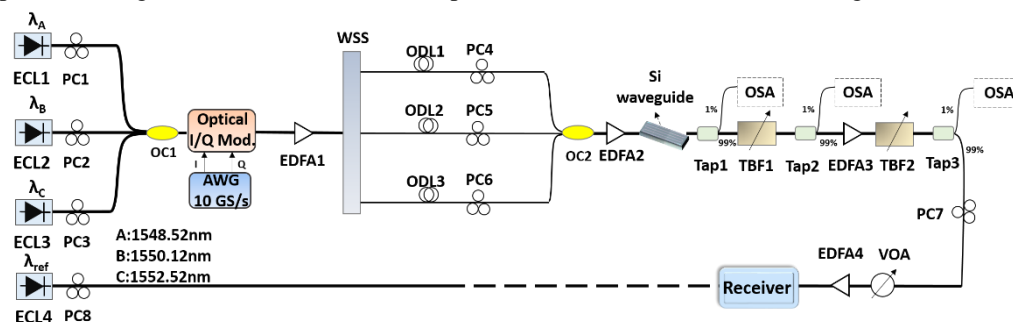 λA
ECL1 PC1
λB
ECL2 PC2
λC
ECL3 PC3
λref
ECL4 PC8
OC1
Optical
I/Q Mod.
I Q
AWG
10 GS/s
EDFA1
A:1548.52nm
B:1550.12nm
C:1552.52nm
WSS
ODL1 PC4
ODL2 PC5
ODL3 PC6
OC2
EDFA2
Si
waveguide
1% OSA
99%
Tap1 TBF1
1% OSA
99%
Tap2 EDFA3 TBF2
1% OSA
99%
Tap3
PC7
EDFA4 VOA
Receiver